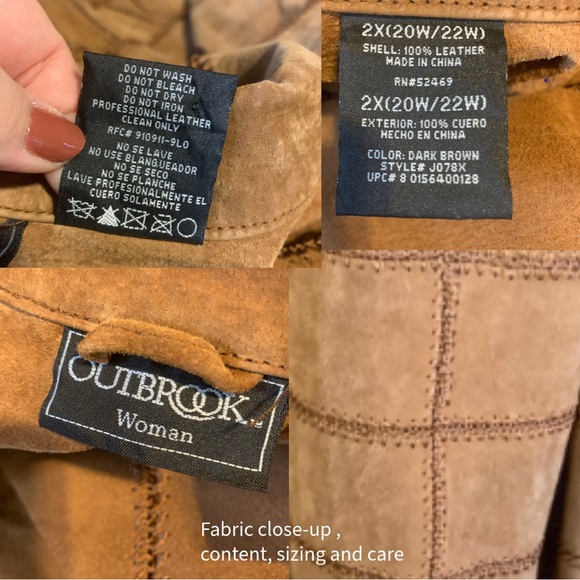 DO NOT WASH
DO NOT BLEACH
DO NOT DRY
DO NOT IRON
PROFESSIONAL LEATHER
CLEAN ONLY
RFC# 910911-9L0
NO SE LAVE
NO USE BLANQUEADOR
NO SE SECO
NO SE PLANCHE
LAVE PROFESIONALMENTE EL
CUERO SOLAMENTE
2X(20W/22W)
SHELL: 100% LEATHER
MADE IN CHINA
RN#52469
2X(20W/22W)
EXTERIOR: 100% CUERO
HECHO EN CHINA
COLOR: DARK BROWN
STYLE# J078X
UPC# 8 0156400128
OUTBROOK
Woman
Fabric close-up ,
content, sizing and care